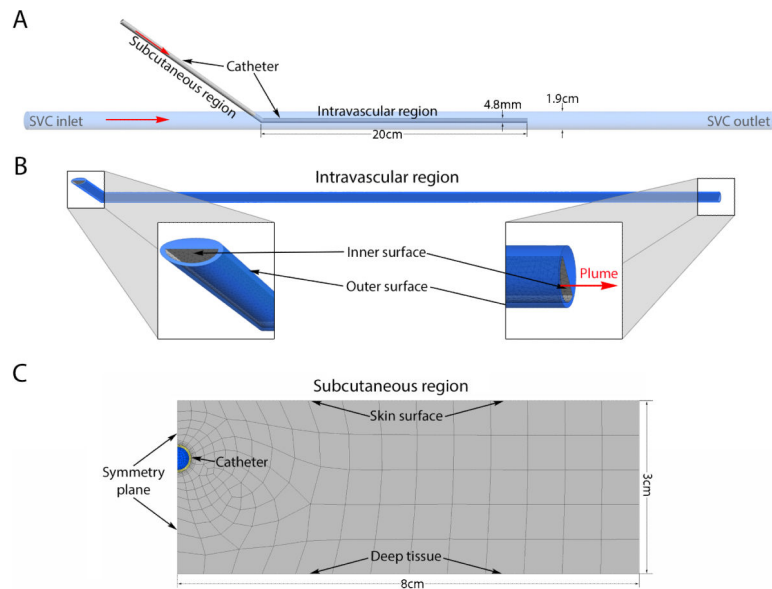 A
Subcutaneous region
Catheter
Intravascular region
4.8mm
1.9cm
SVC inlet
SVC outlet
20cm
B
Intravascular region
Inner surface
Outer surface
Plume
C
Subcutaneous region
Skin surface
Symmetry
plane
Catheter
3cm
Deep tissue
8cm